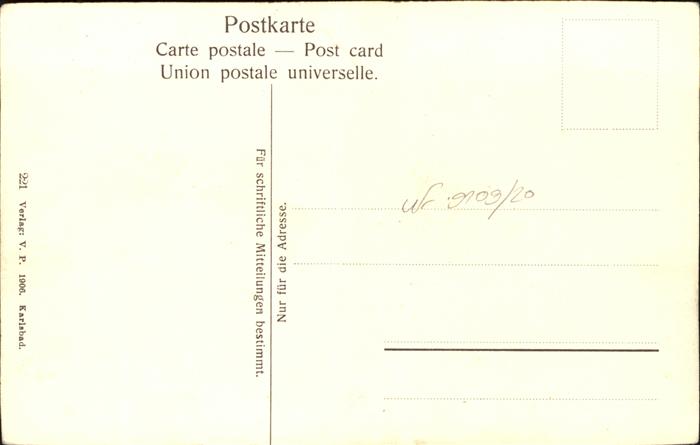 Postkarte
Carte postale — Post card
Union postale universelle.
Für schriftliche Mitteilungen bestimmt.
Nur für die Adresse.
221 Verlag: V. P. 1906. Karlsbad.